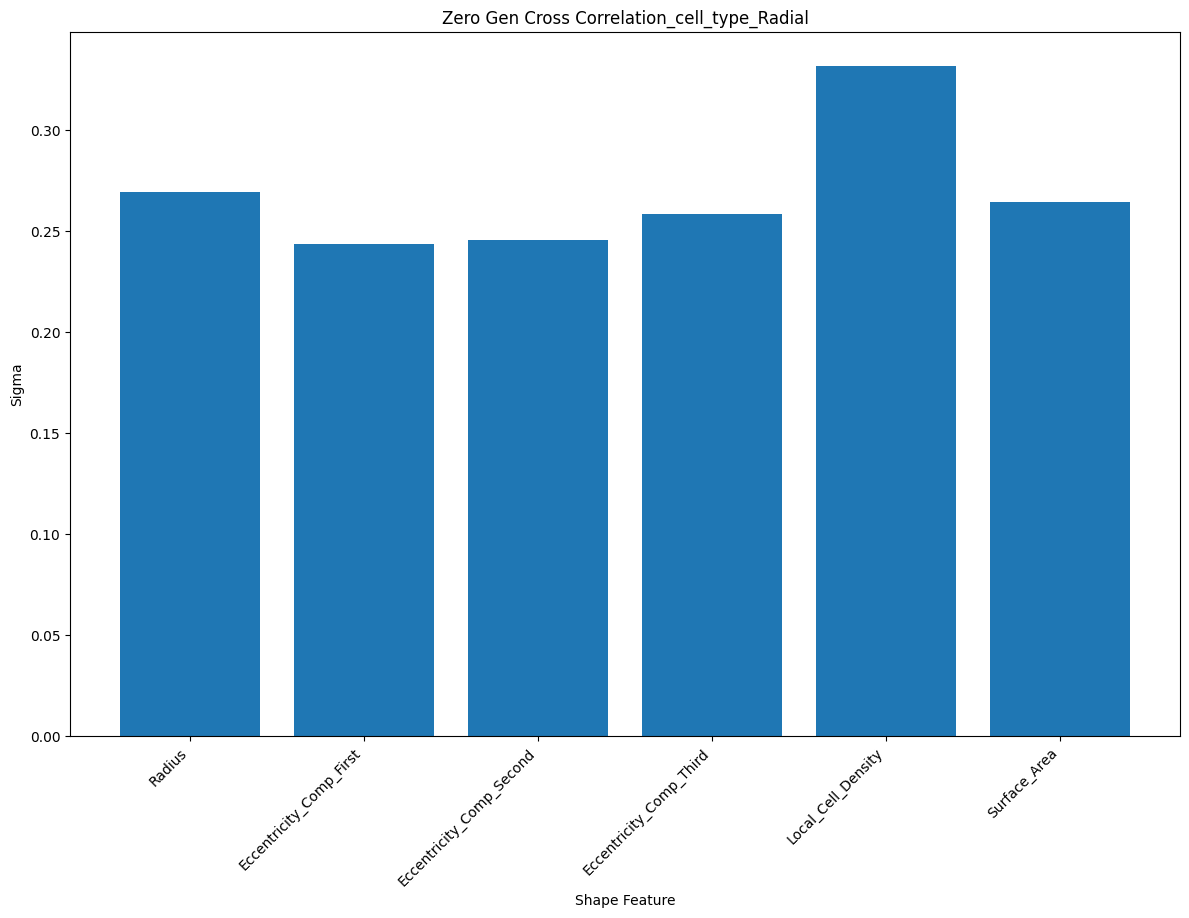 Zero Gen Cross Correlation_cell_type_Radial
Sigma
0.30
0.25
0.20
0.15
0.10
0.05
0.00
Radius
Eccentricity_Comp_First
Eccentricity_Comp_Second
Eccentricity_Comp_Third
Local_Cell_Density
Surface_Area
Shape Feature